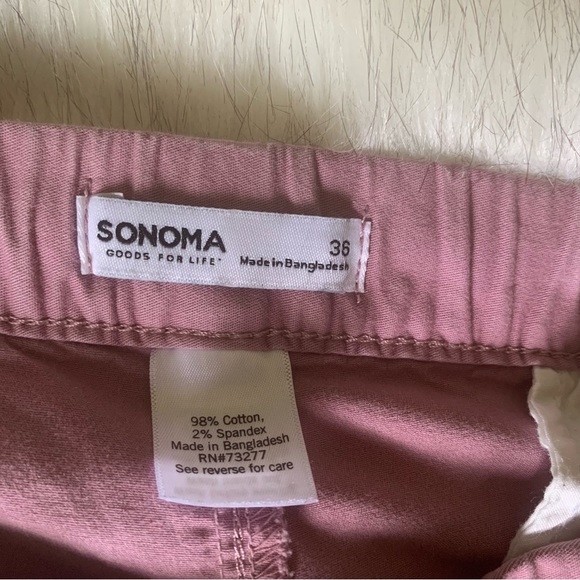 SONOMA
GOODS FOR LIFE
36
Made in Bangladesh
98% Cotton,
2% Spandex
Made in Bangladesh
RN#73277
See reverse for care